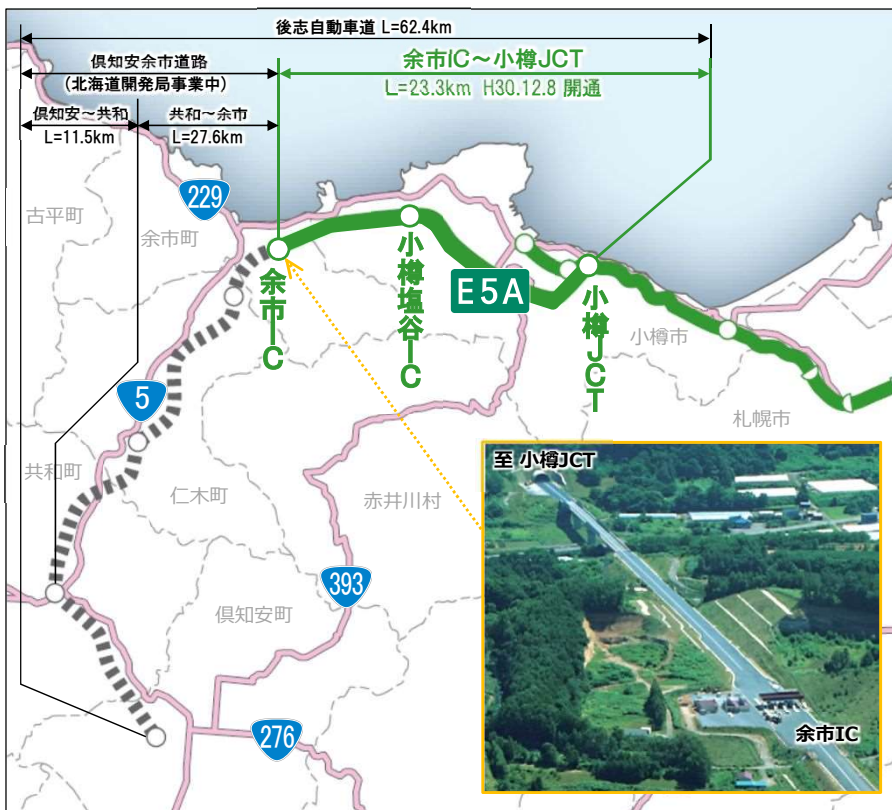 後志自動車道 L=62.4km
倶知安余市道路
(北海道開発局事業中)
余市IC～小樽JCT
L=23.3km H30.12.8 開通
倶知安～共和
L=11.5km
共和～余市
L=27.6km
229
古平町
余市町
小樽塩谷IC
余市IC
E5A
小樽JCT
小樽市
5
札幌市
共和町
仁木町
赤井川村
至 小樽JCT
393
倶知安町
276
余市IC